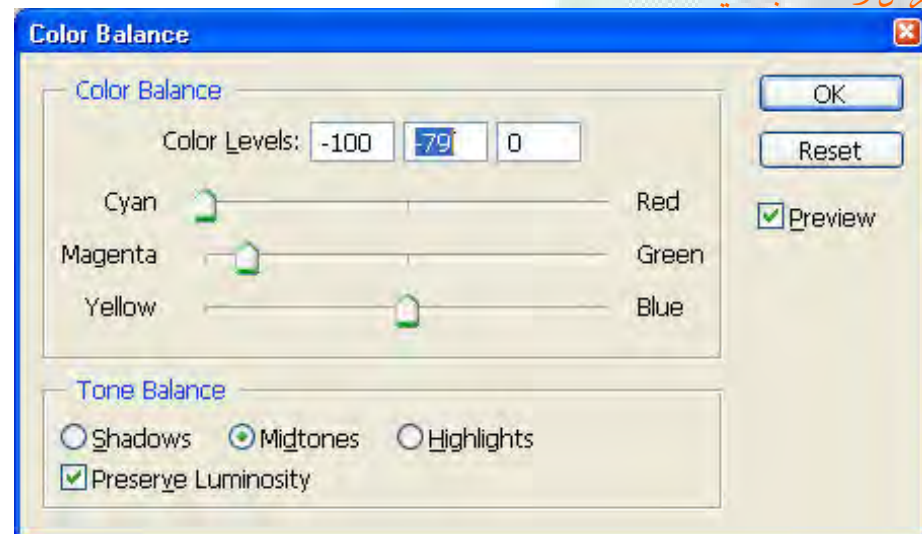 Color Balance
Color Balance
OK
Color Levels: -100 -79 0
Reset
Cyan Red
Preview
Magenta Green
Yellow Blue
Tone Balance
Shadows Midtones Highlights
Preserve Luminosity